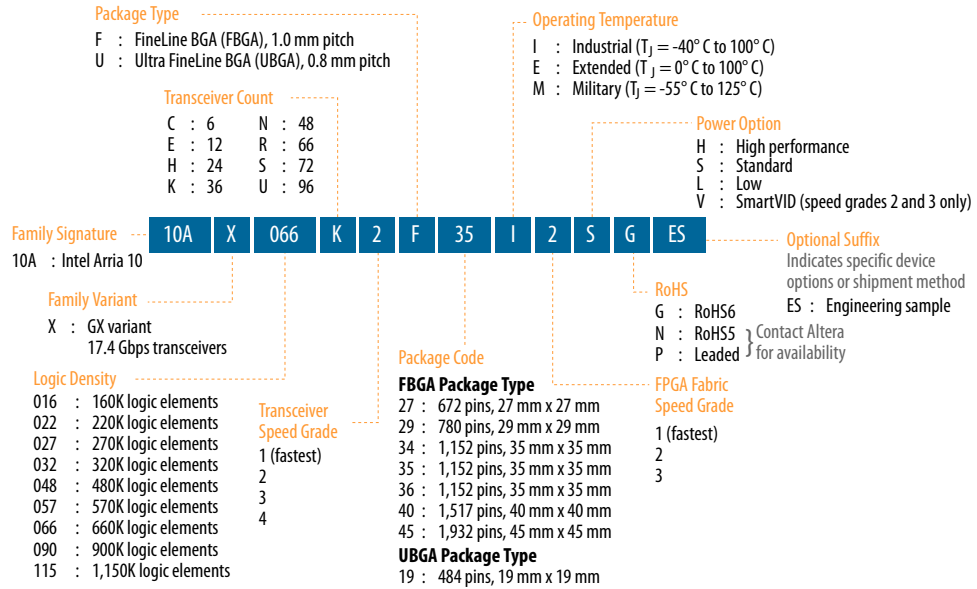 Package Type
F : FineLine BGA (FBGA), 1.0 mm pitch
U : Ultra FineLine BGA (UBGA), 0.8 mm pitch
Operating Temperature
I : Industrial (TJ = -40° C to 100° C)
E : Extended (TJ = 0° C to 100° C)
M : Military (TJ = -55° C to 125° C)
Transceiver Count
C : 6 N : 48
E : 12 R : 66
H : 24 S : 72
K : 36 U : 96
Power Option
H : High performance
S : Standard
L : Low
V : SmartVID (speed grades 2 and 3 only)
Family Signature
10A : Intel Arria 10
10A X 066 K 2 F 35 I 2 S G ES
Optional Suffix
Indicates specific device
options or shipment method
ES : Engineering sample
Family Variant
X : GX variant
17.4 Gbps transceivers
RoHS
G : RoHS6
N : RoHS5
P : Leaded
Contact Altera
for availability
Logic Density
016 : 160K logic elements
022 : 220K logic elements
027 : 270K logic elements
032 : 320K logic elements
048 : 480K logic elements
057 : 570K logic elements
066 : 660K logic elements
090 : 900K logic elements
115 : 1,150K logic elements
Transceiver
Speed Grade
1 (fastest)
2
3
4
Package Code
FBGA Package Type
27 : 672 pins, 27 mm x 27 mm
29 : 780 pins, 29 mm x 29 mm
34 : 1,152 pins, 35 mm x 35 mm
35 : 1,152 pins, 35 mm x 35 mm
36 : 1,152 pins, 35 mm x 35 mm
40 : 1,517 pins, 40 mm x 40 mm
45 : 1,932 pins, 45 mm x 45 mm
UBGA Package Type
19 : 484 pins, 19 mm x 19 mm
FPGA Fabric
Speed Grade
1 (fastest)
2
3